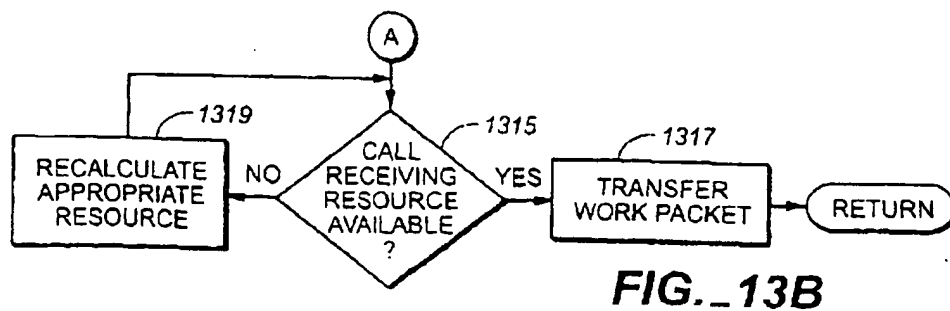 A
1319
RECALCULATE
APPROPRIATE
RESOURCE
NO
1315
CALL
RECEIVING
RESOURCE
AVAILABLE
?
YES
1317
TRANSFER
WORK PACKET
RETURN
FIG._13B